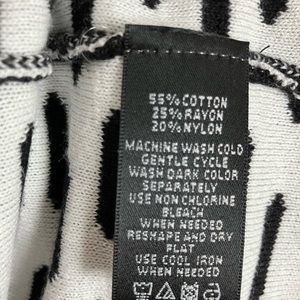 55% COTTON
25% RAYON
20% NYLON
MACHINE WASH COLD
GENTLE CYCLE
WASH DARK COLOR
SEPARATELY
USE NON CHLORINE
BLEACH
WHEN NEEDED
RESHAPE AND DRY
FLAT
USE COOL IRON
WHEN NEEDED